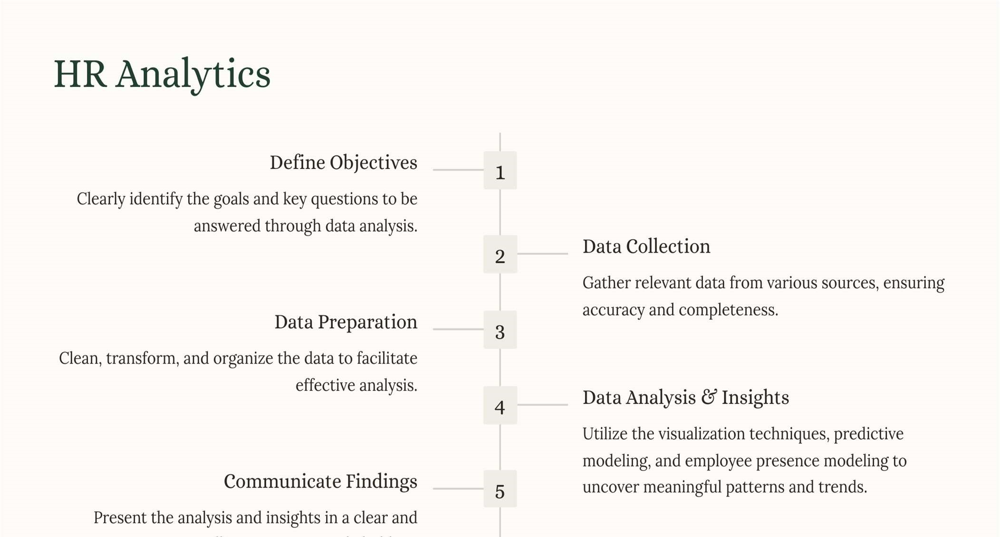 HR Analytics
Define Objectives
1
Clearly identify the goals and key questions to be
answered through data analysis.
2
Data Collection
Gather relevant data from various sources, ensuring
accuracy and completeness.
Data Preparation
3
Clean, transform, and organize the data to facilitate
effective analysis.
4
Data Analysis & Insights
Utilize the visualization techniques, predictive
modeling, and employee presence modeling to
uncover meaningful patterns and trends.
Communicate Findings
5
Present the analysis and insights in a clear and